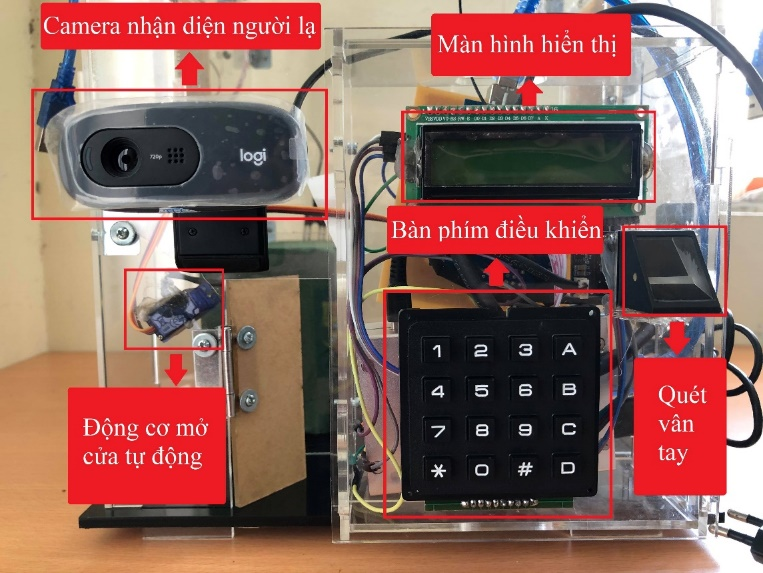 Camera nhận diện người lạ
Màn hình hiển thị
720p
logi
Bàn phím điều khiển
1 2 3 A
4 5 6 B
7 8 9 C
* 0 # D
Động cơ mở
cửa tự động
Quét
vân
tay